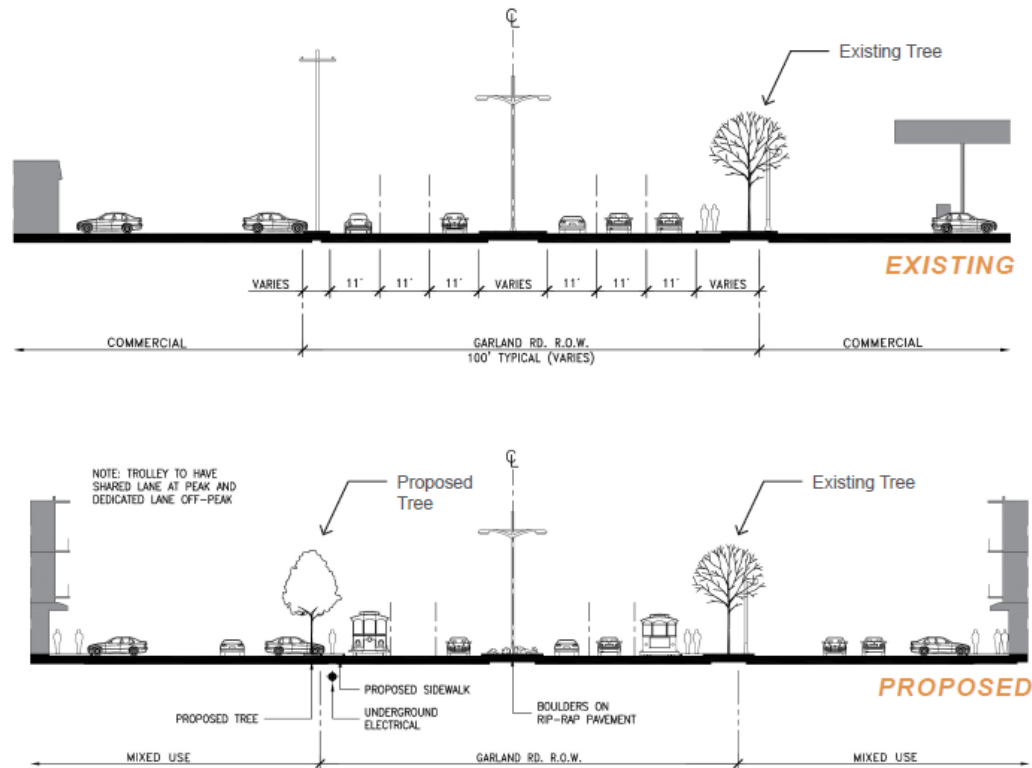 ℄
Existing Tree
EXISTING
VARIES
11'
11'
11'
VARIES
11'
11'
11'
VARIES
COMMERCIAL
GARLAND RD. R.O.W.
100' TYPICAL (VARIES)
COMMERCIAL
℄
NOTE: TROLLEY TO HAVE
SHARED LANE AT PEAK AND
DEDICATED LANE OFF-PEAK
Proposed
Tree
Existing Tree
PROPOSED
PROPOSED SIDEWALK
PROPOSED TREE
UNDERGROUND
ELECTRICAL
BOULDERS ON
RIP-RAP PAVEMENT
MIXED USE
GARLAND RD. R.O.W.
MIXED USE